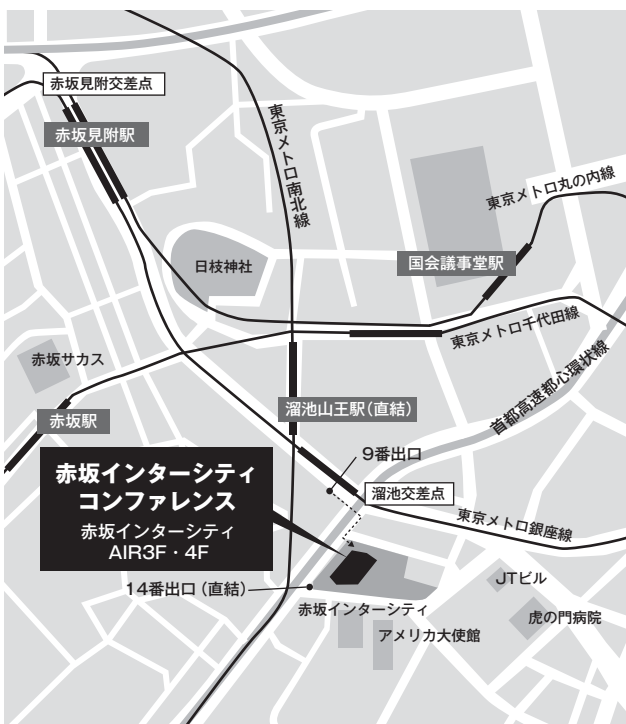 赤坂見附交差点
赤坂見附駅
東京メトロ南北線
東京メトロ丸の内線
日枝神社
国会議事堂駅
東京メトロ千代田線
赤坂サカス
首都高速都心環状線
赤坂駅
溜池山王駅(直結)
9番出口
赤坂インターシティ
コンファレンス
赤坂インターシティ
AIR3F・4F
溜池交差点
東京メトロ銀座線
14番出口(直結)
JTビル
赤坂インターシティ
虎の門病院
アメリカ大使館